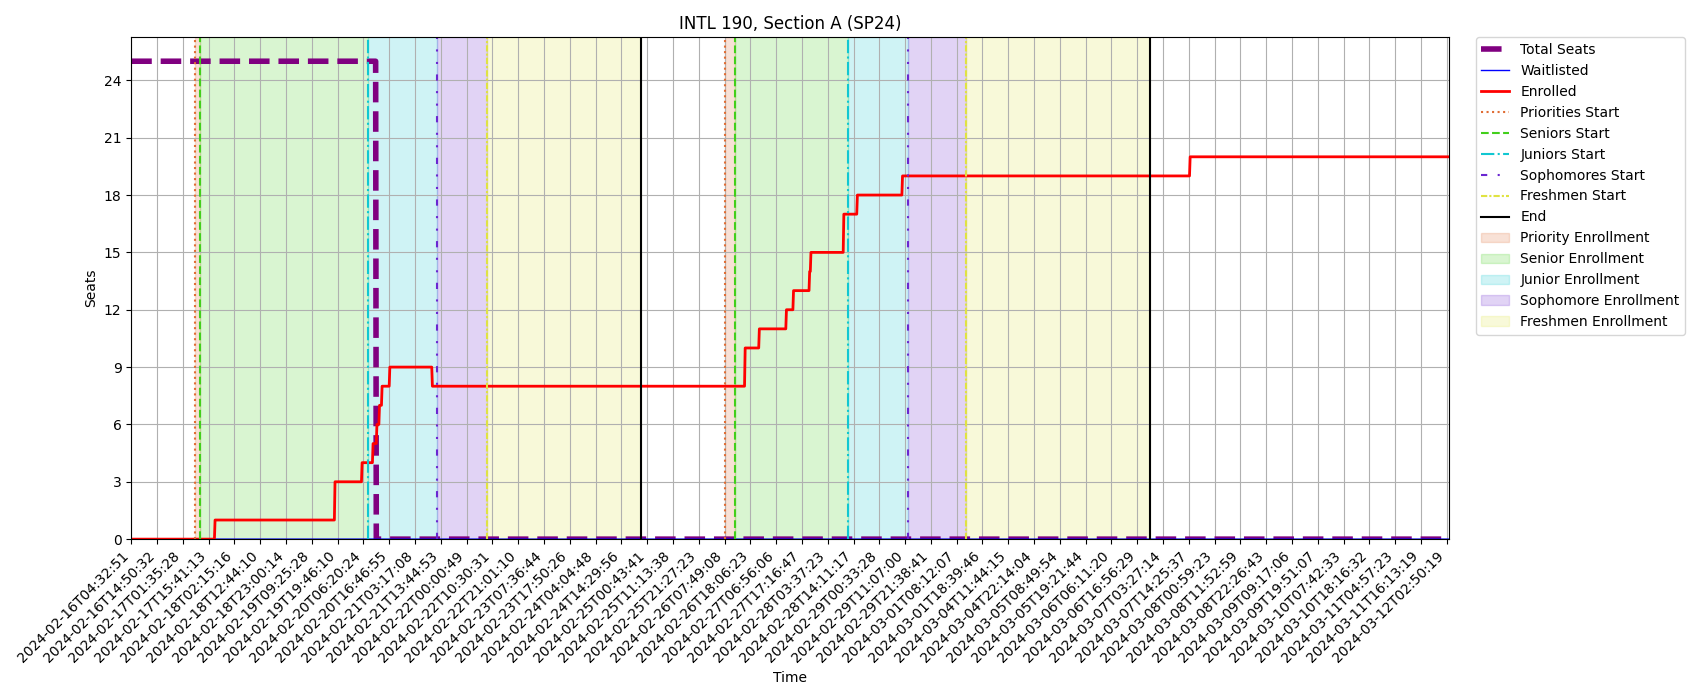 INTL 190, Section A (SP24)
Seats
24
21
18
15
12
9
6
3
0
2024-02-16T04:32:51
2024-02-16T14:50:32
2024-02-17T01:35:28
2024-02-17T15:41:13
2024-02-18T02:15:16
2024-02-18T12:44:10
2024-02-18T23:00:14
2024-02-19T09:25:28
2024-02-19T19:46:10
2024-02-20T06:20:24
2024-02-20T16:46:55
2024-02-21T03:17:08
2024-02-21T13:44:53
2024-02-22T00:00:49
2024-02-22T10:30:31
2024-02-22T21:01:10
2024-02-23T07:36:44
2024-02-23T17:50:26
2024-02-24T04:04:48
2024-02-24T14:29:56
2024-02-25T00:43:41
2024-02-25T11:13:38
2024-02-25T21:27:23
2024-02-26T07:49:08
2024-02-26T18:06:23
2024-02-27T06:56:06
2024-02-27T17:16:47
2024-02-28T03:37:23
2024-02-28T14:11:17
2024-02-29T00:33:28
2024-02-29T11:07:00
2024-02-29T21:38:41
2024-03-01T08:12:07
2024-03-01T18:39:46
2024-03-04T11:44:15
2024-03-04T22:14:04
2024-03-05T08:49:54
2024-03-05T19:21:44
2024-03-06T06:11:20
2024-03-06T16:56:29
2024-03-07T03:27:14
2024-03-07T14:25:37
2024-03-08T00:59:23
2024-03-08T11:52:59
2024-03-08T22:26:43
2024-03-09T09:17:06
2024-03-09T19:51:07
2024-03-10T07:42:33
2024-03-10T18:16:32
2024-03-11T04:57:23
2024-03-11T16:13:19
2024-03-12T02:50:19
Time
Total Seats
Waitlisted
Enrolled
Priorities Start
Seniors Start
Juniors Start
Sophomores Start
Freshmen Start
End
Priority Enrollment
Senior Enrollment
Junior Enrollment
Sophomore Enrollment
Freshmen Enrollment